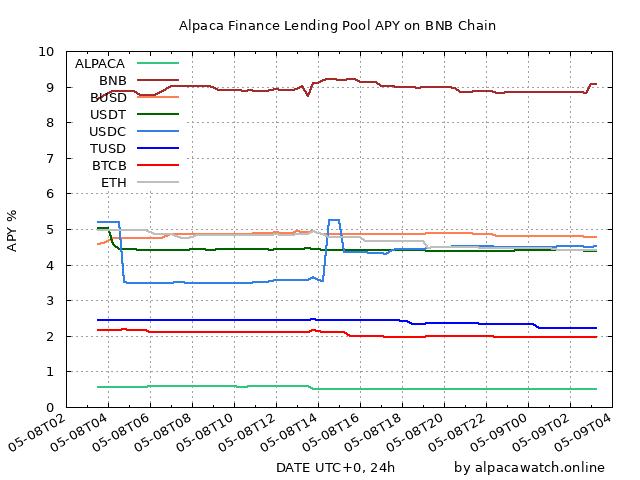 Alpaca Finance Lending Pool APY on BNB Chain
APY %
10
9
8
7
6
5
4
3
2
1
0
ALPACA
BNB
BUSD
USDT
USDC
TUSD
BTCB
ETH
05-08T02
05-08T04
05-08T06
05-08T08
05-08T10
05-08T12
05-08T14
05-08T16
05-08T18
05-08T20
05-08T22
05-09T00
05-09T02
05-09T04
DATE UTC+0, 24h
by alpacawatch.online